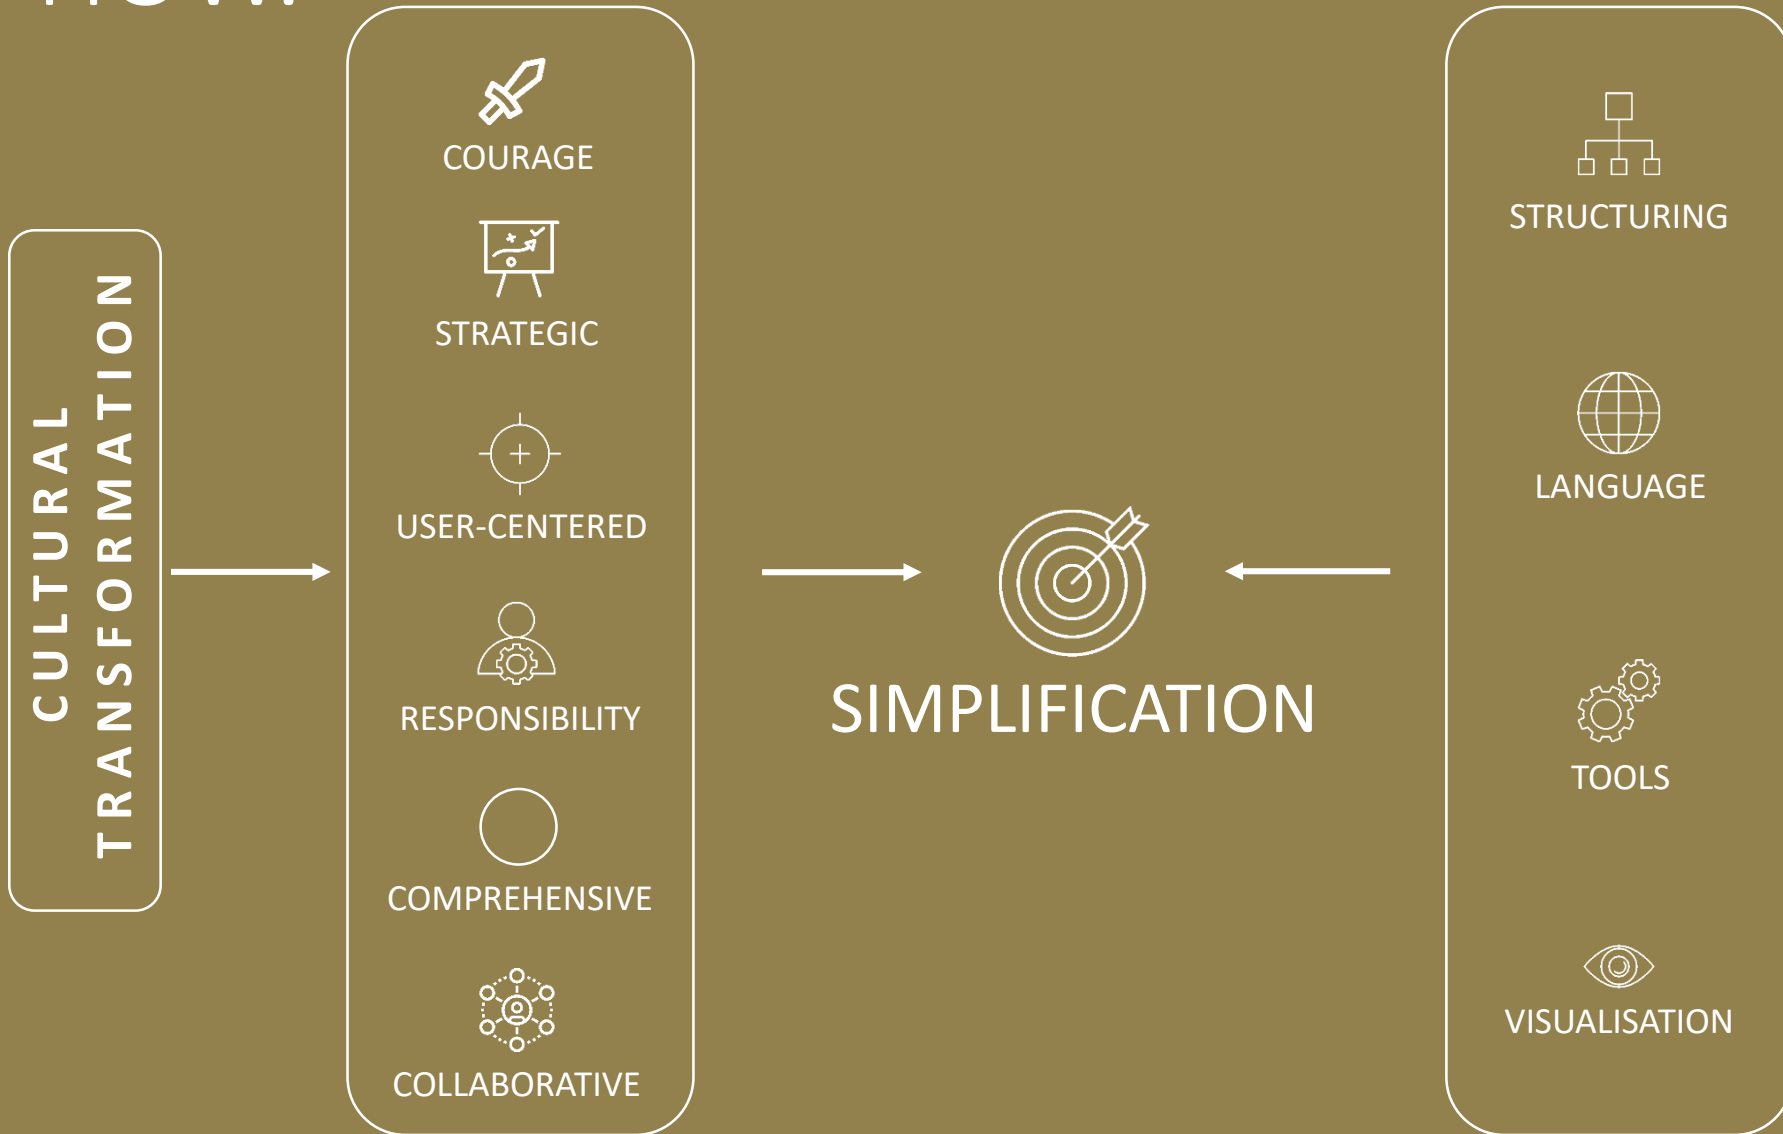 CULTURAL
TRANSFORMATION
COURAGE
STRATEGIC
USER-CENTERED
RESPONSIBILITY
COMPREHENSIVE
COLLABORATIVE
SIMPLIFICATION
STRUCTURING
LANGUAGE
TOOLS
VISUALISATION